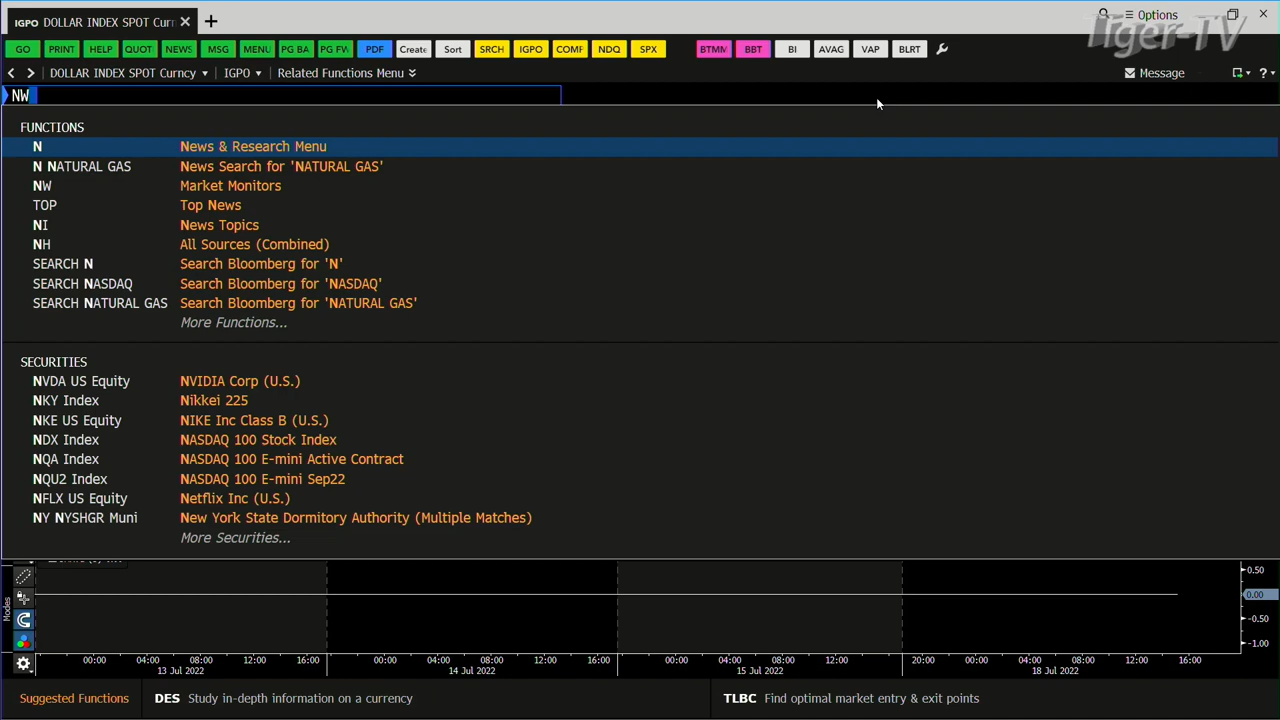 IGPO DOLLAR INDEX SPOT Curr
Options
Tiger-TV
GO PRINT HELP QUOT NEWS MSG MENU PG BA PG FW PDF Create Sort SRCH IGPO COMF NDQ SPX BTMM BBT BI AVAG VAP BLRT
DOLLAR INDEX SPOT Curncy IGPO Related Functions Menu Message ?
NW
FUNCTIONS
N News & Research Menu
N NATURAL GAS News Search for 'NATURAL GAS'
NW Market Monitors
TOP Top News
NI News Topics
NH All Sources (Combined)
SEARCH N Search Bloomberg for 'N'
SEARCH NASDAQ Search Bloomberg for 'NASDAQ'
SEARCH NATURAL GAS Search Bloomberg for 'NATURAL GAS'
More Functions...
SECURITIES
NVDA US Equity NVIDIA Corp (U.S.)
NKY Index Nikkei 225
NKE US Equity NIKE Inc Class B (U.S.)
NDX Index NASDAQ 100 Stock Index
NQA Index NASDAQ 100 E-mini Active Contract
NQU2 Index NASDAQ 100 E-mini Sep22
NFLX US Equity Netflix Inc (U.S.)
NY NYSHGR Muni New York State Dormitory Authority (Multiple Matches)
More Securities...
0.50
Modes
0.00
-0.50
-1.00
00:00 04:00 08:00 12:00 16:00 00:00 04:00 08:00 12:00 16:00 00:00 04:00 08:00 12:00 20:00 00:00 04:00 08:00 12:00 16:00
13 Jul 2022 14 Jul 2022 15 Jul 2022 18 Jul 2022
Suggested Functions DES Study in-depth information on a currency TLBC Find optimal market entry & exit points